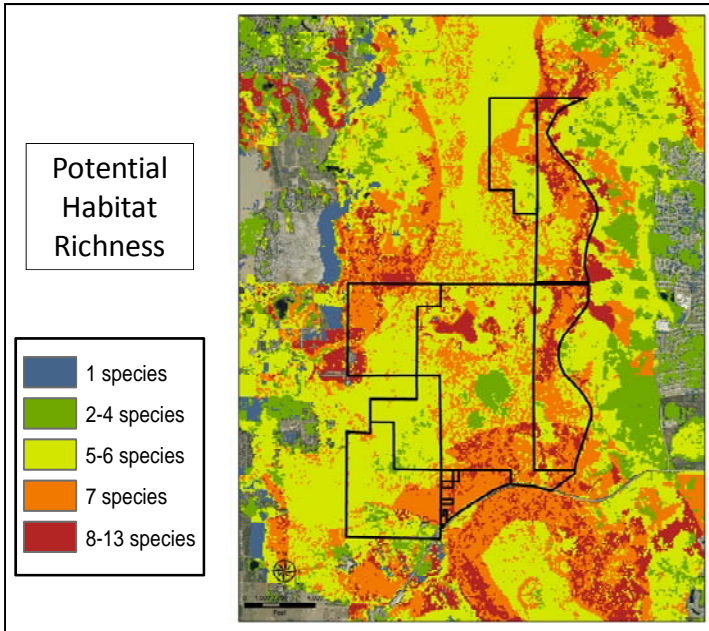 Potential
Habitat
Richness
1 species
2-4 species
5-6 species
7 species
8-13 species
Feet